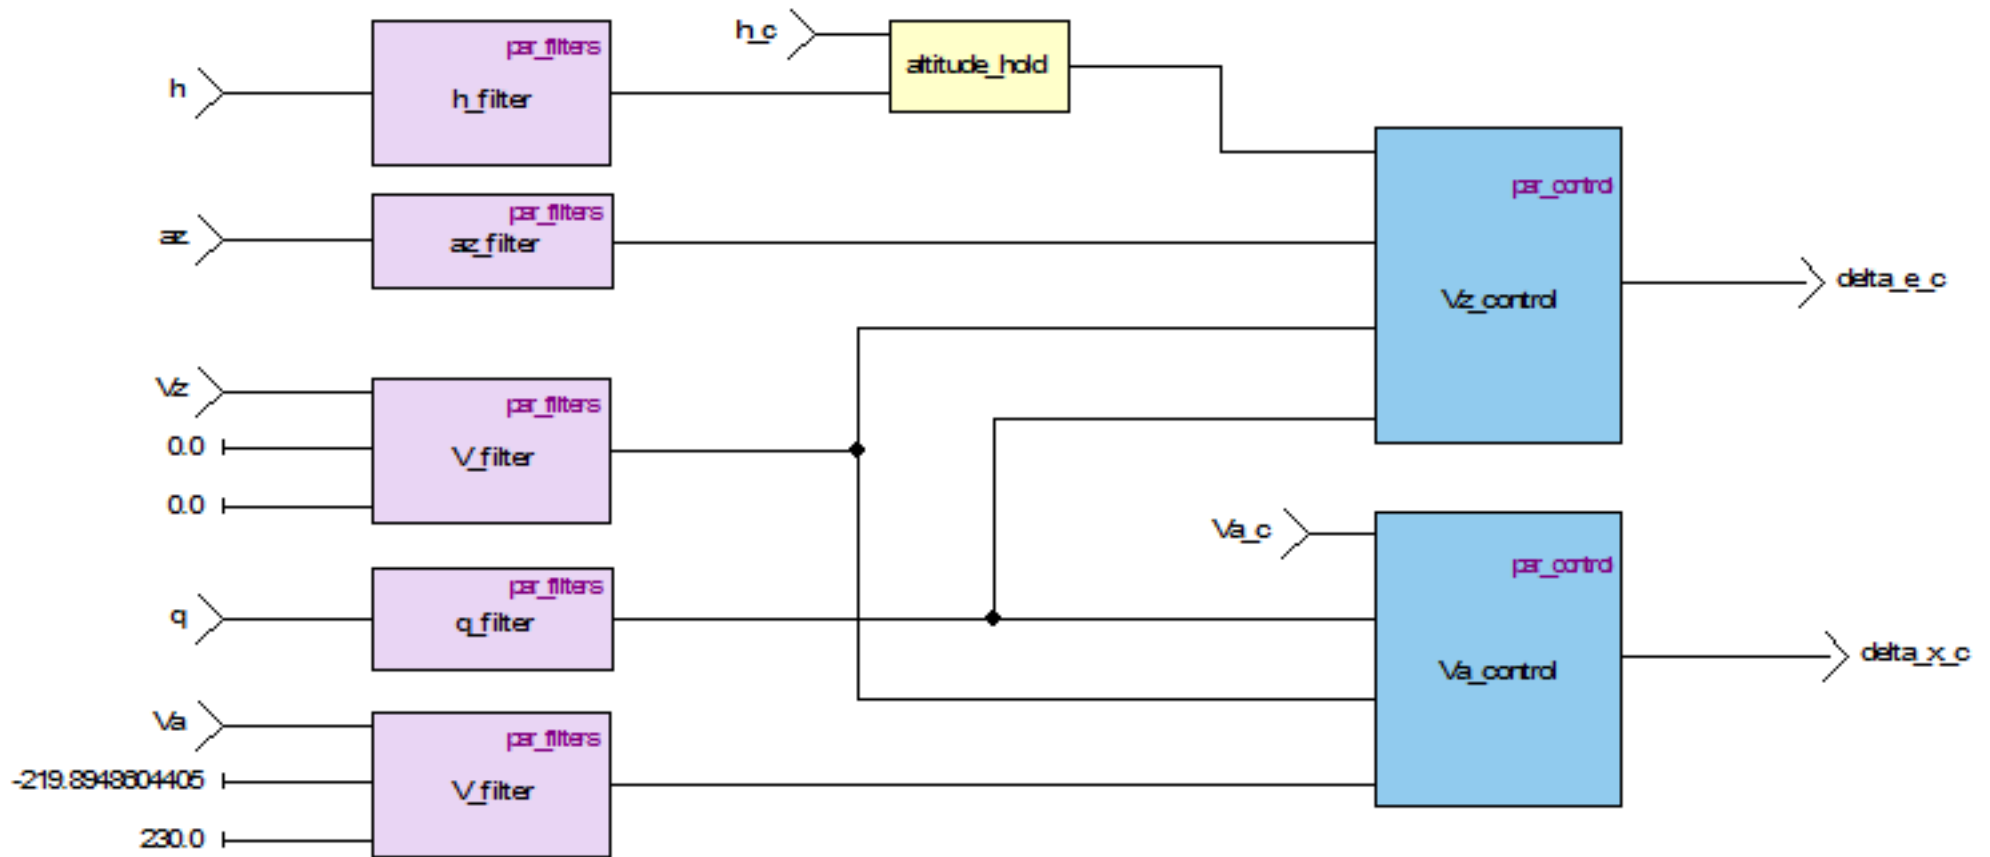 h_c
par_filters
altitude_hold
h
h_filter
par_control
par_filters
az
az_filter
delta_e_c
Vz_control
Vz
par_filters
0.0
V_filter
0.0
Va_c
par_control
par_filters
q
q_filter
delta_x_c
Va_control
Va
par_filters
-219.8948604405
V_filter
230.0